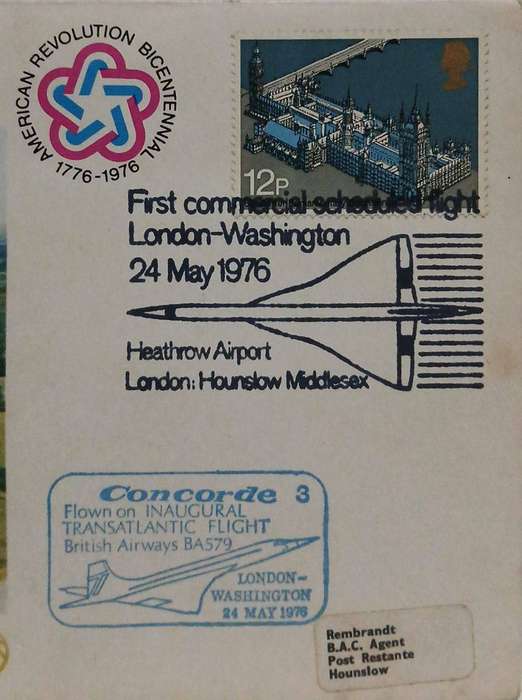 AMERICAN REVOLUTION BICENTENNIAL
1776-1976
12P
First commercial scheduled flight
London-Washington
24 May 1976
Heathrow Airport
London: Hounslow Middlesex
Concorde 3
Flown on INAUGURAL
TRANSATLANTIC FLIGHT
British Airways BA579
LONDON-
WASHINGTON
24 MAY 1976
Rembrandt
B.A.C. Agent
Post Restante
Hounslow